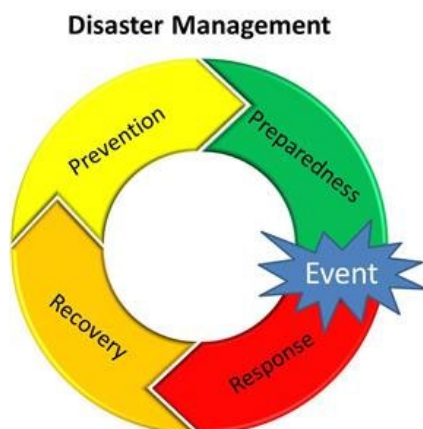 Disaster Management
Prevention
Preparedness
Event
Response
Recovery